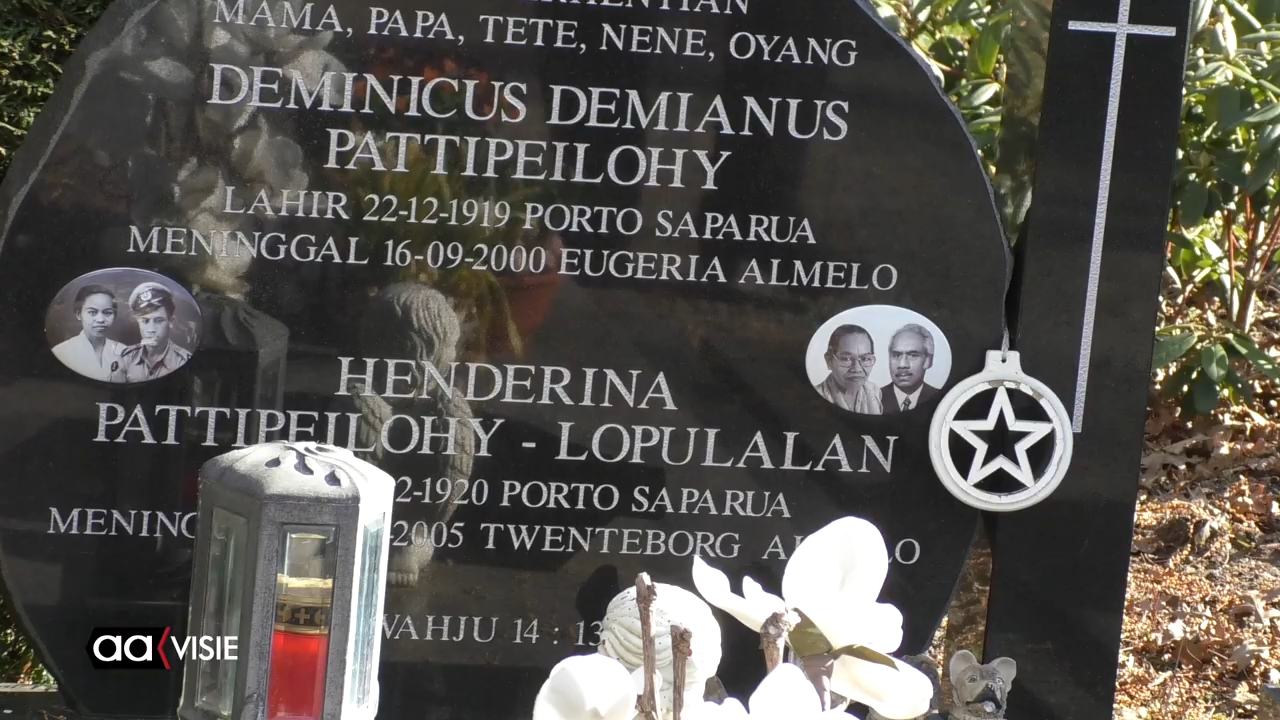 MAMA, PAPA, TETE, NENE, OYANG
DEMINICUS DEMIANUS
PATTIPEILOHY
LAHIR 22-12-1919 PORTO SAPARUA
MENINGGAL 16-09-2000 EUGERIA ALMELO
HENDERINA
PATTIPEILOHY - LOPULALAN
2-1920 PORTO SAPARUA
-2005 TWENTEBORG
WAHJU 14 : 13
aa VISIE